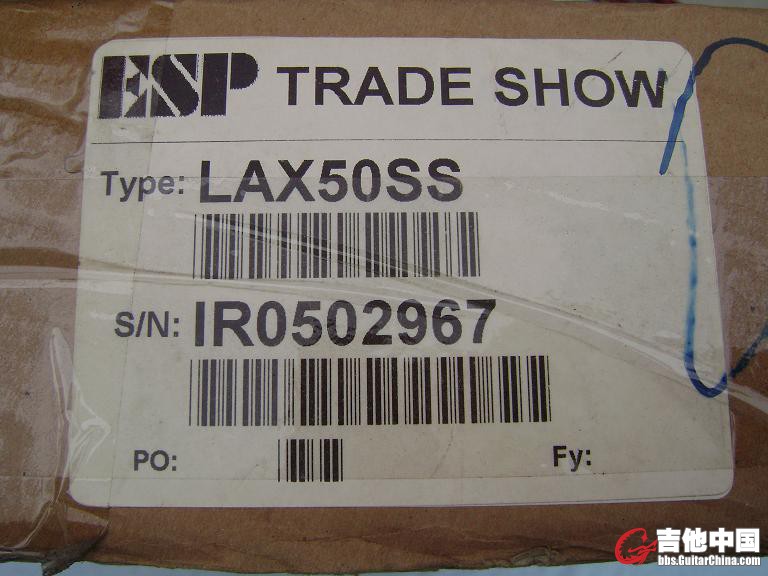 ESP TRADE SHOW
Type: LAX50SS
S/N: IR0502967
PO:
Fy:
吉他中国
bbs.GuitarChina.com